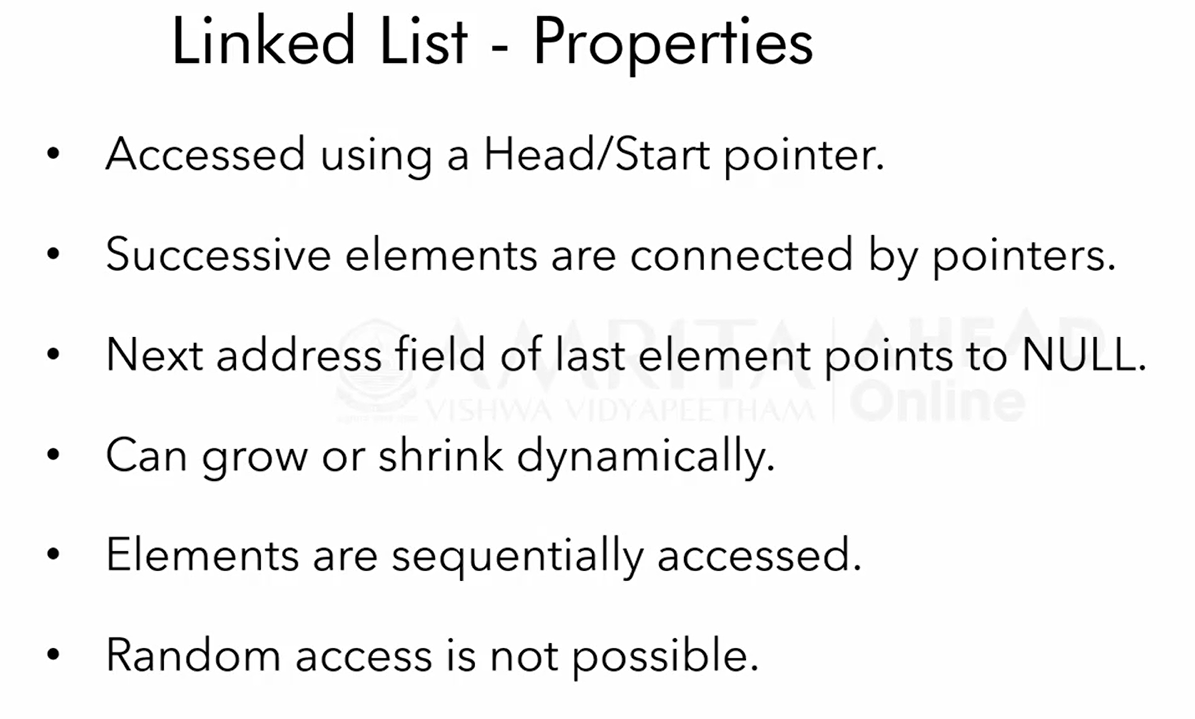 Linked List - Properties
• Accessed using a Head/Start pointer.
• Successive elements are connected by pointers.
• Next address field of last element points to NULL.
AMRITA AHEAD
VISHWA VIDYAPEETHAM Online
• Can grow or shrink dynamically.
• Elements are sequentially accessed.
• Random access is not possible.